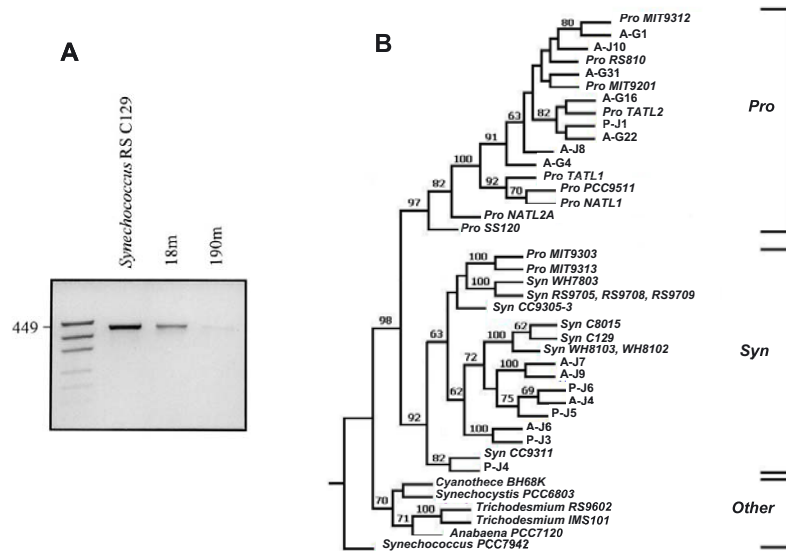 A
Synechococcus RS C129
18m
190m
449
B
80
Pro MIT9312
A-G1
A-J10
Pro RS810
A-G31
Pro MIT9201
A-G16
82
Pro TATL2
63
P-J1
A-G22
91
A-J8
100
A-G4
92
Pro TATL1
82
70
Pro PCC9511
Pro NATL1
97
Pro NATL2A
Pro SS120
Pro
100
Pro MIT9303
Pro MIT9313
100
Syn WH7803
Syn RS9705, RS9708, RS9709
Syn CC9305-3
98
62
Syn C8015
63
100
Syn C129
Syn WH8103, WH8102
72
100
A-J7
A-J9
62
69
P-J6
75
A-J4
P-J5
92
100
A-J6
P-J3
82
Syn CC9311
P-J4
Syn
70
Cyanothece BH68K
Synechocystis PCC6803
71
100
Trichodesmium RS9602
Trichodesmium IMS101
Anabaena PCC7120
Synechococcus PCC7942
Other